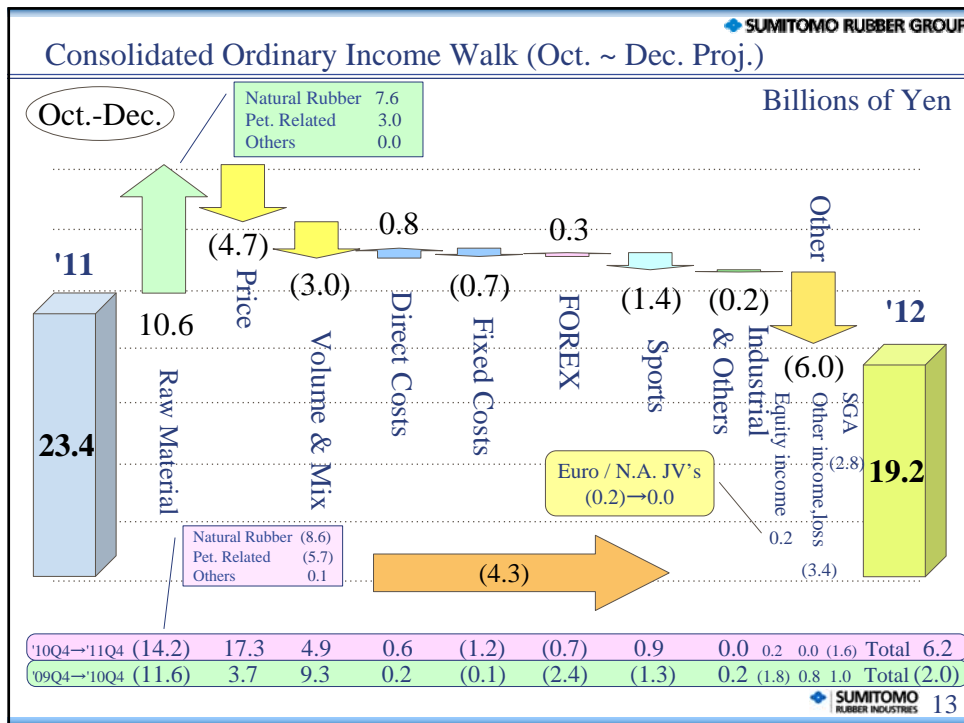 SUMITOMO RUBBER GROUP
Consolidated Ordinary Income Walk (Oct. ~ Dec. Proj.)
Billions of Yen
Oct.-Dec.
Natural Rubber 7.6
Pet. Related 3.0
Others 0.0
'11
23.4
10.6
Raw Material
(4.7)
Price
(3.0)
Volume & Mix
0.8
Direct Costs
(0.7)
Fixed Costs
0.3
FOREX
(1.4)
Sports
(0.2)
Industrial
& Others
Other
(6.0)
SGA
(2.8)
Other income,loss
(3.4)
Equity income
0.2
'12
19.2
Euro / N.A. JV's
(0.2)→0.0
Natural Rubber (8.6)
Pet. Related (5.7)
Others 0.1
(4.3)
'10Q4→'11Q4 (14.2) 17.3 4.9 0.6 (1.2) (0.7) 0.9 0.0 0.2 0.0 (1.6) Total 6.2
'09Q4→'10Q4 (11.6) 3.7 9.3 0.2 (0.1) (2.4) (1.3) 0.2 (1.8) 0.8 1.0 Total (2.0)
SUMITOMO
RUBBER INDUSTRIES
13